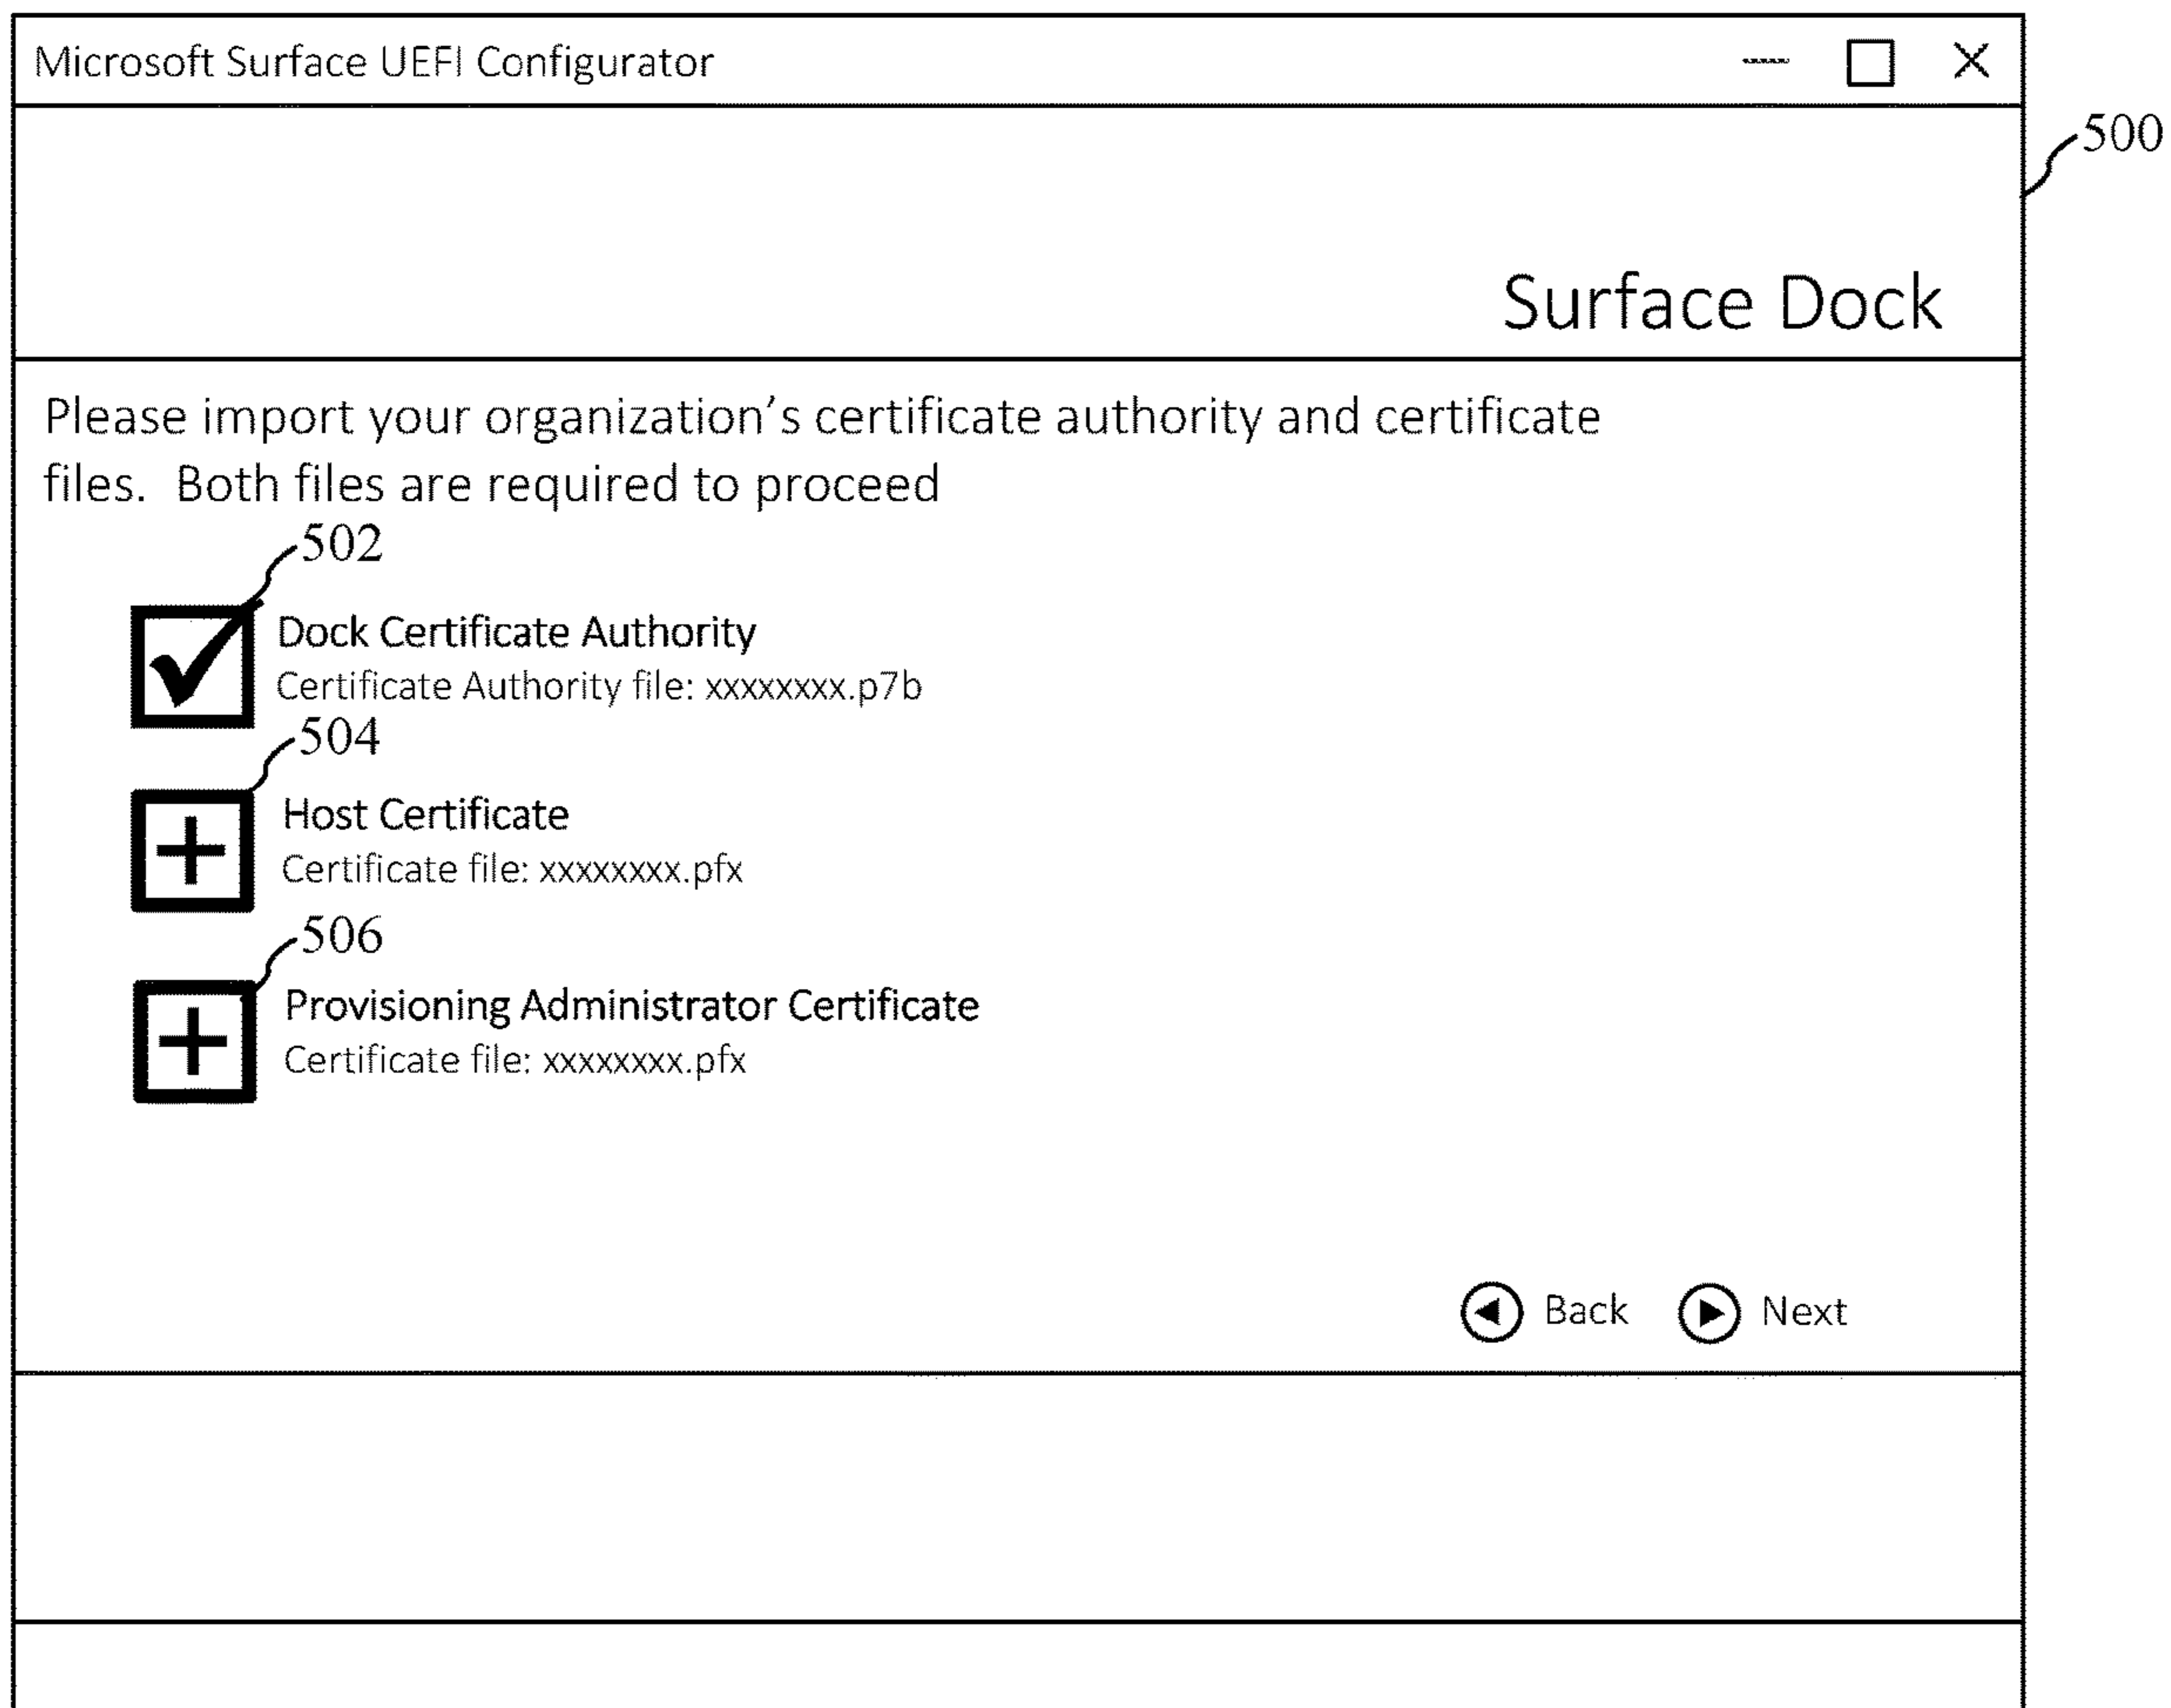 Microsoft Surface UEFI Configurator
500
Surface Dock
Please import your organization's certificate authority and certificate
files.  Both files are required to proceed
502
Dock Certificate Authority
Certificate Authority file: xxxxxxxx.p7b
504
Host Certificate
Certificate file: xxxxxxxx.pfx
506
Provisioning Administrator Certificate
Certificate file: xxxxxxxx.pfx
Back Next